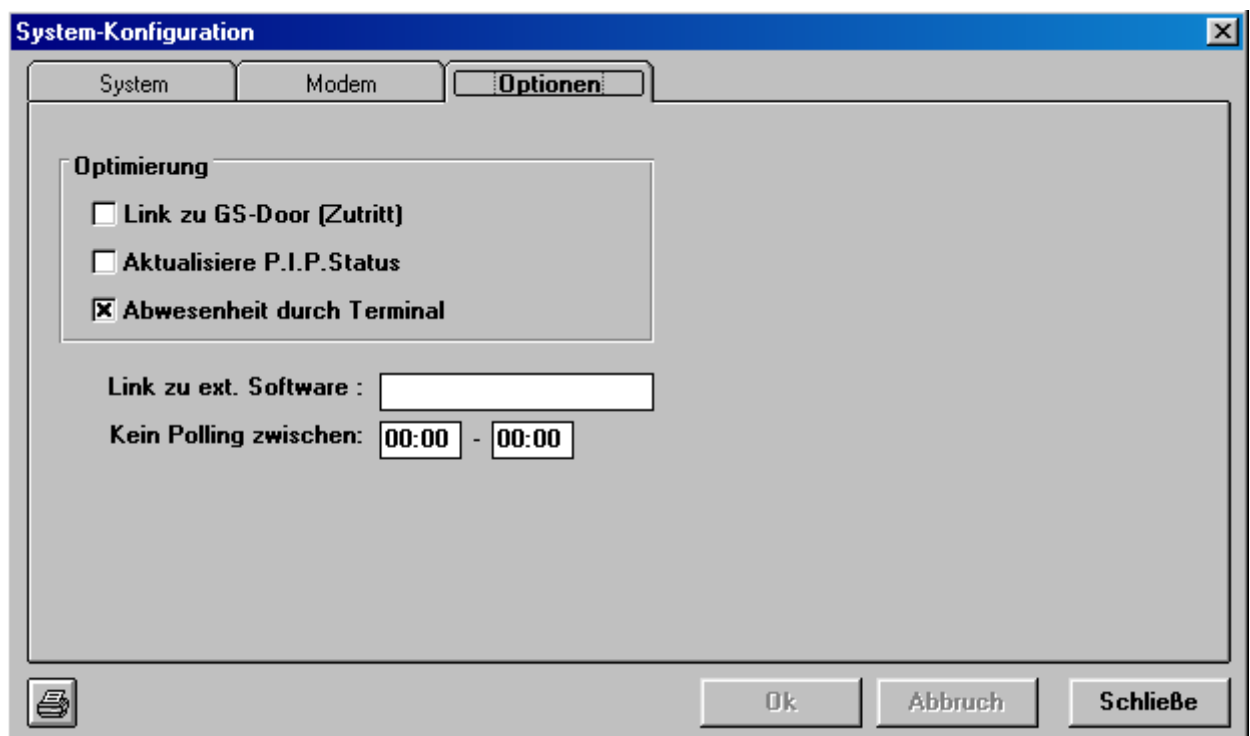 System-Konfiguration
System Modem Optionen
Optimierung
Link zu GS-Door (Zutritt)
Aktualisiere P.I.P.Status
Abwesenheit durch Terminal
Link zu ext. Software :
Kein Polling zwischen: 00:00 - 00:00
Ok Abbruch Schließe